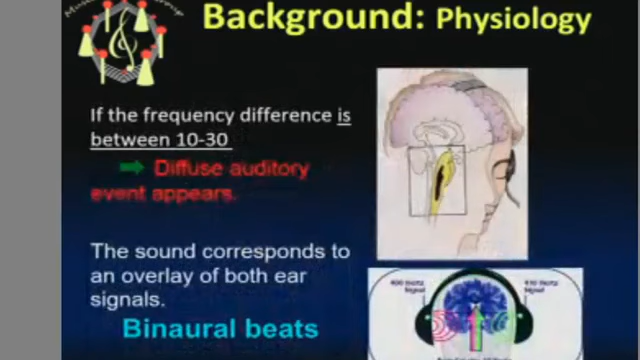 Background: Physiology
If the frequency difference is
between 10-30
Diffuse auditory
event appears.
The sound corresponds to
an overlay of both ear
signals.
Binaural beats
400 Hertz
Signal
410 Hertz
Signal